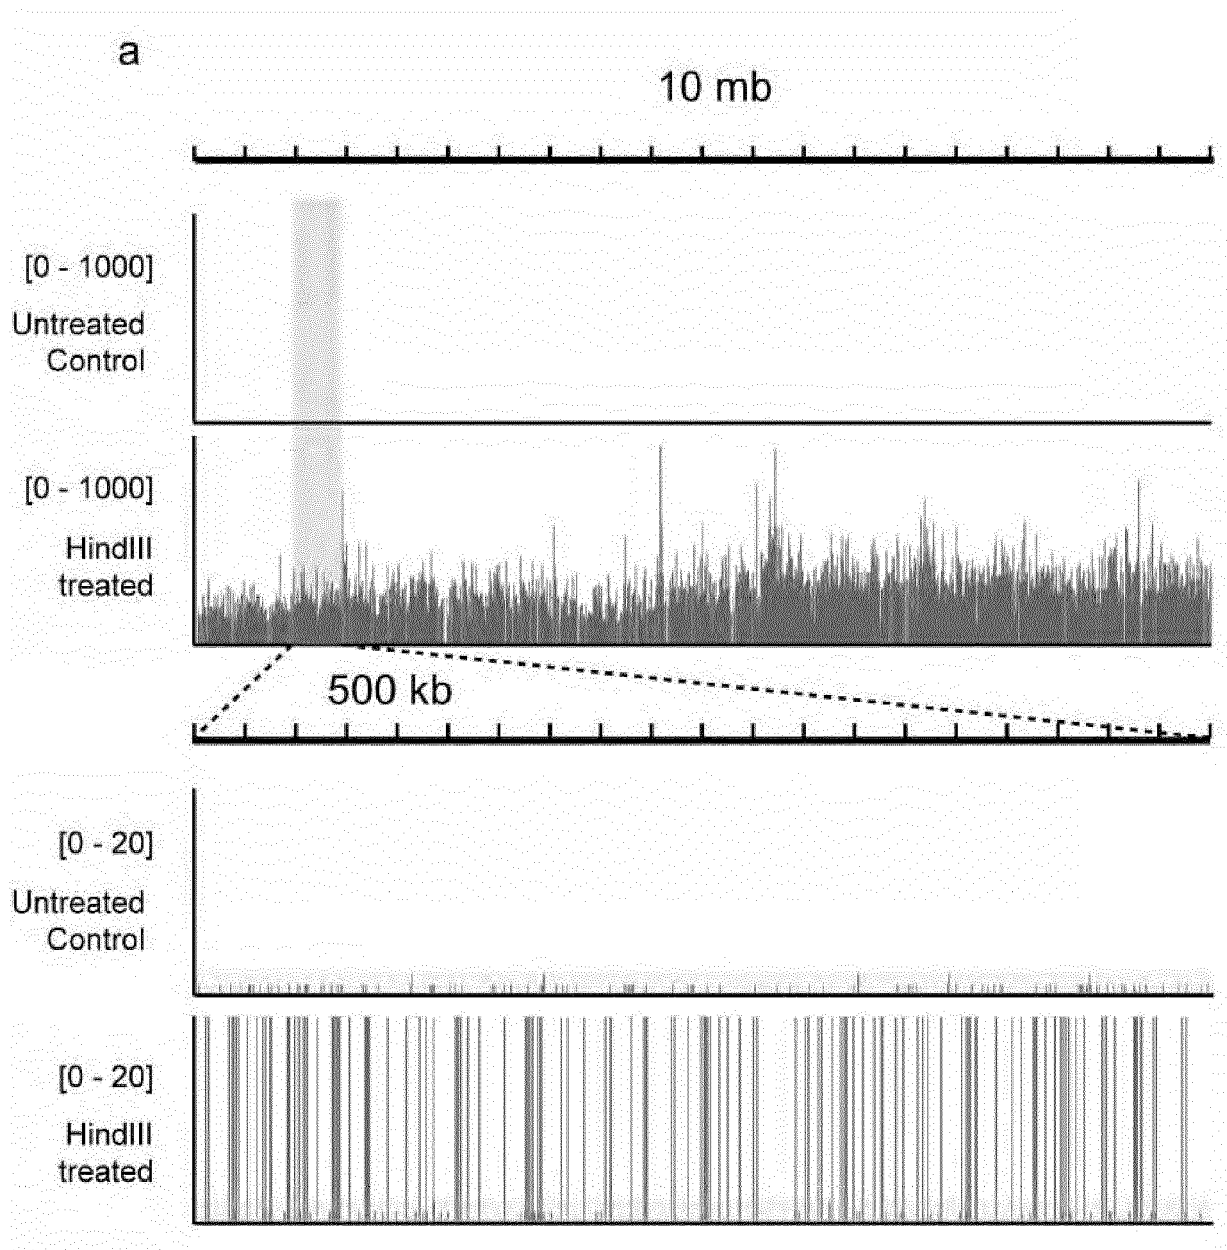 a
10 mb
[0 - 1000]
Untreated
Control
[0 - 1000]
HindIII
treated
500 kb
[0 - 20]
Untreated
Control
[0 - 20]
HindIII
treated